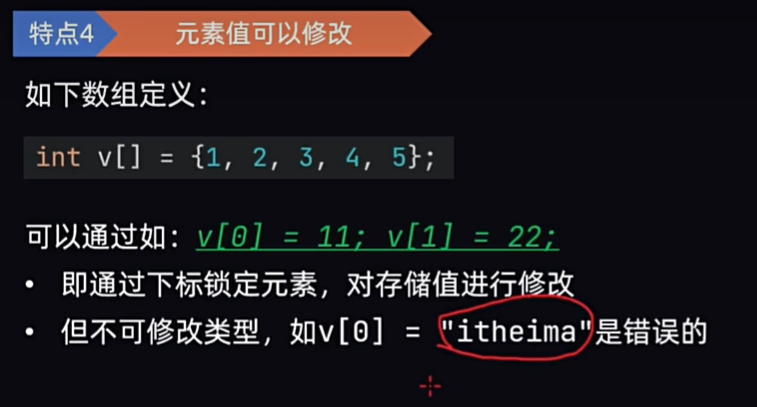 特点4 元素值可以修改
如下数组定义：
int v[] = {1, 2, 3, 4, 5};
可以通过如：v[0] = 11; v[1] = 22;
• 即通过下标锁定元素，对存储值进行修改
• 但不可修改类型，如v[0] = "itheima"是错误的